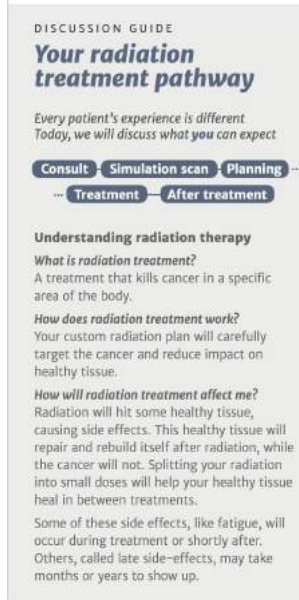 DISCUSSION GUIDE
Your radiation
treatment pathway
Every patient's experience is different
Today, we will discuss what you can expect
Consult Simulation scan Planning ...
... Treatment After treatment
Understanding radiation therapy
What is radiation treatment?
A treatment that kills cancer in a specific
area of the body.
How does radiation treatment work?
Your custom radiation plan will carefully
target the cancer and reduce impact on
healthy tissue.
How will radiation treatment affect me?
Radiation will hit some healthy tissue,
causing side effects. This healthy tissue will
repair and rebuild itself after radiation, while
the cancer will not. Splitting your radiation
into small doses will help your healthy tissue
heal in between treatments.
Some of these side effects, like fatigue, will
occur during treatment or shortly after.
Others, called late side-effects, may take
months or years to show up.